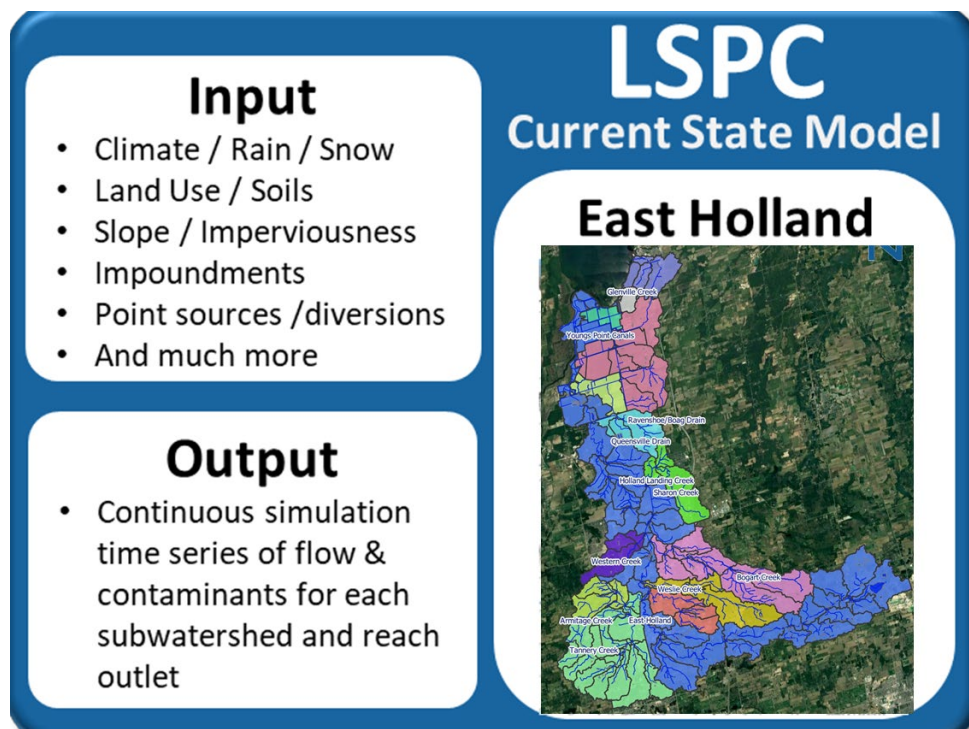 LSPC
Current State Model
Input
• Climate / Rain / Snow
• Land Use / Soils
• Slope / Imperviousness
• Impoundments
• Point sources /diversions
• And much more
Output
• Continuous simulation
time series of flow &
contaminants for each
subwatershed and reach
outlet
East Holland
N
Glenville Creek
Youngs Point Canals
Ravenshoe/Boag Drain
Queensville Drain
Holland Landing Creek
Sharon Creek
Western Creek
Bogart Creek
Weslie Creek
Armitage Creek
East Holland
Tannery Creek